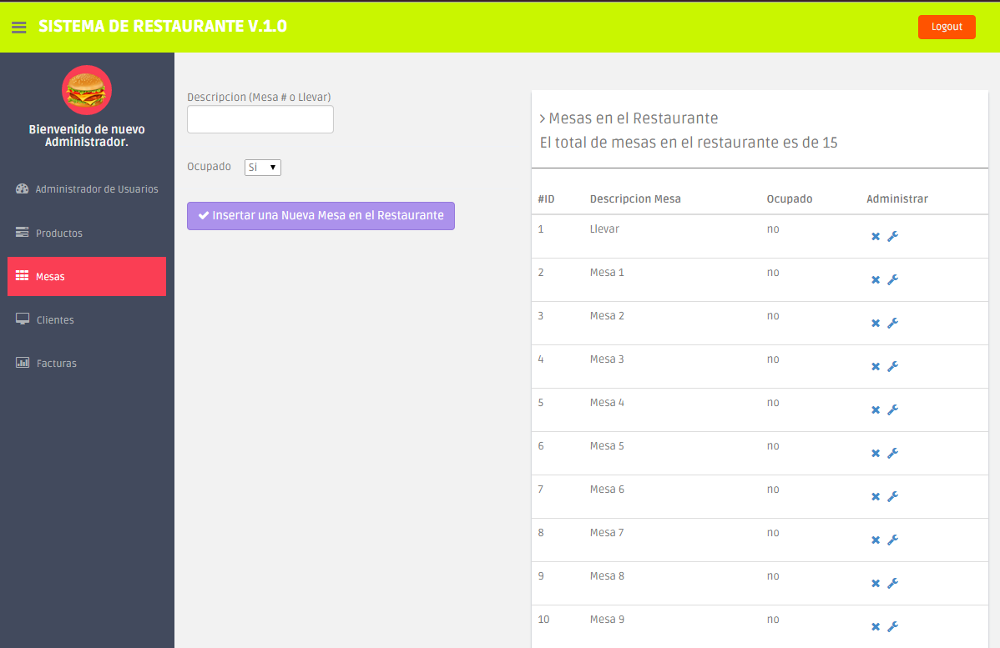 SISTEMA DE RESTAURANTE V.1.0
Logout
Bienvenido de nuevo
Administrador.
Administrador de Usuarios
Productos
Mesas
Clientes
Facturas
Descripcion (Mesa # o Llevar)
Ocupado Si
Insertar una Nueva Mesa en el Restaurante
Mesas en el Restaurante
El total de mesas en el restaurante es de 15
#ID Descripcion Mesa Ocupado Administrar
1 Llevar no
2 Mesa 1 no
3 Mesa 2 no
4 Mesa 3 no
5 Mesa 4 no
6 Mesa 5 no
7 Mesa 6 no
8 Mesa 7 no
9 Mesa 8 no
10 Mesa 9 no